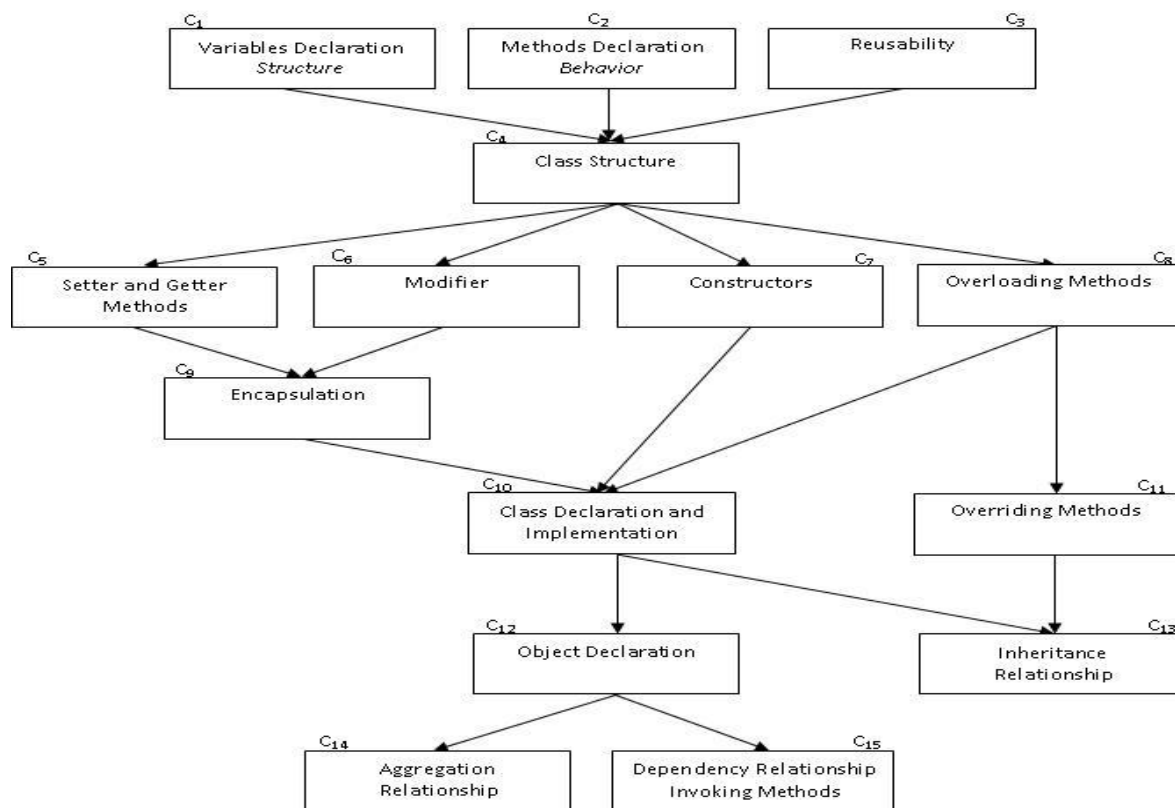 C1
Variables Declaration
Structure
C2
Methods Declaration
Behavior
C3
Reusability
C4
Class Structure
C5
Setter and Getter
Methods
C6
Modifier
C7
Constructors
C8
Overloading Methods
C9
Encapsulation
C10
Class Declaration and
Implementation
C11
Overriding Methods
C12
Object Declaration
C13
Inheritance
Relationship
C14
Aggregation
Relationship
C15
Dependency Relationship
Invoking Methods